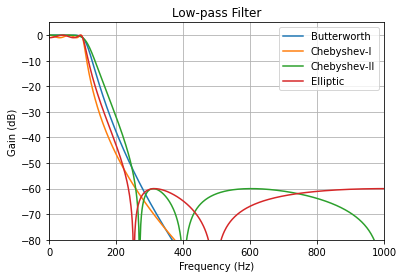 Low-pass Filter
Gain (dB)
0
−10
−20
−30
−40
−50
−60
−70
−80
Butterworth
Chebyshev-I
Chebyshev-II
Elliptic
0 200 400 600 800 1000
Frequency (Hz)